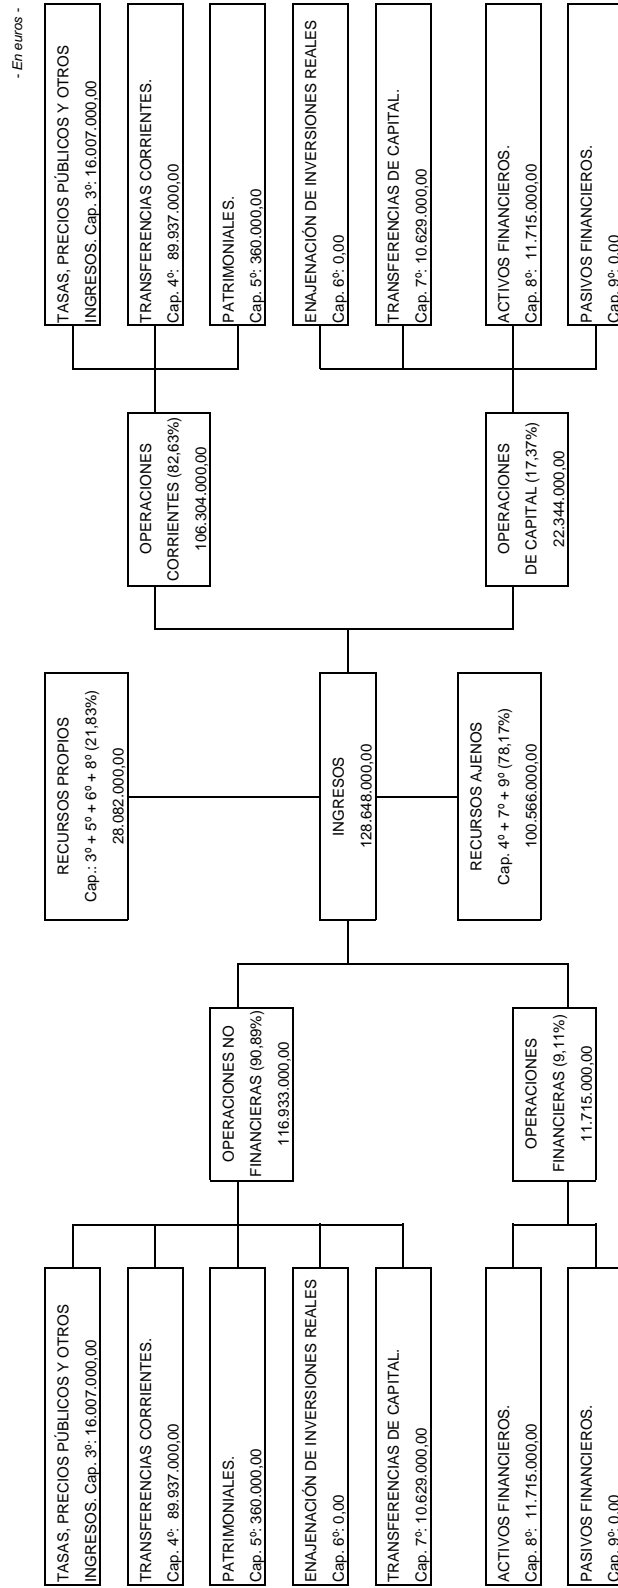 - En euros -
TASAS, PRECIOS PÚBLICOS Y OTROS
INGRESOS. Cap. 3º: 16.007.000,00
TRANSFERENCIAS CORRIENTES.
Cap. 4º: 89.937.000,00
PATRIMONIALES.
Cap. 5º: 360.000,00
ENAJENACIÓN DE INVERSIONES REALES
Cap. 6º: 0,00
TRANSFERENCIAS DE CAPITAL.
Cap. 7º: 10.629.000,00
ACTIVOS FINANCIEROS.
Cap. 8º: 11.715.000,00
PASIVOS FINANCIEROS.
Cap. 9º: 0,00
OPERACIONES NO
FINANCIERAS (90,89%)
116.933.000,00
OPERACIONES
FINANCIERAS (9,11%)
11.715.000,00
RECURSOS PROPIOS
Cap.: 3º + 5º + 6º + 8º (21,83%)
28.082.000,00
INGRESOS
128.648.000,00
RECURSOS AJENOS
Cap. 4º + 7º + 9º (78,17%)
100.566.000,00
OPERACIONES
CORRIENTES (82,63%)
106.304.000,00
OPERACIONES
DE CAPITAL (17,37%)
22.344.000,00
TASAS, PRECIOS PÚBLICOS Y OTROS
INGRESOS. Cap. 3º: 16.007.000,00
TRANSFERENCIAS CORRIENTES.
Cap. 4º: 89.937.000,00
PATRIMONIALES.
Cap. 5º: 360.000,00
ENAJENACIÓN DE INVERSIONES REALES
Cap. 6º: 0,00
TRANSFERENCIAS DE CAPITAL.
Cap. 7º: 10.629.000,00
ACTIVOS FINANCIEROS.
Cap. 8º: 11.715.000,00
PASIVOS FINANCIEROS.
Cap. 9º: 0,00